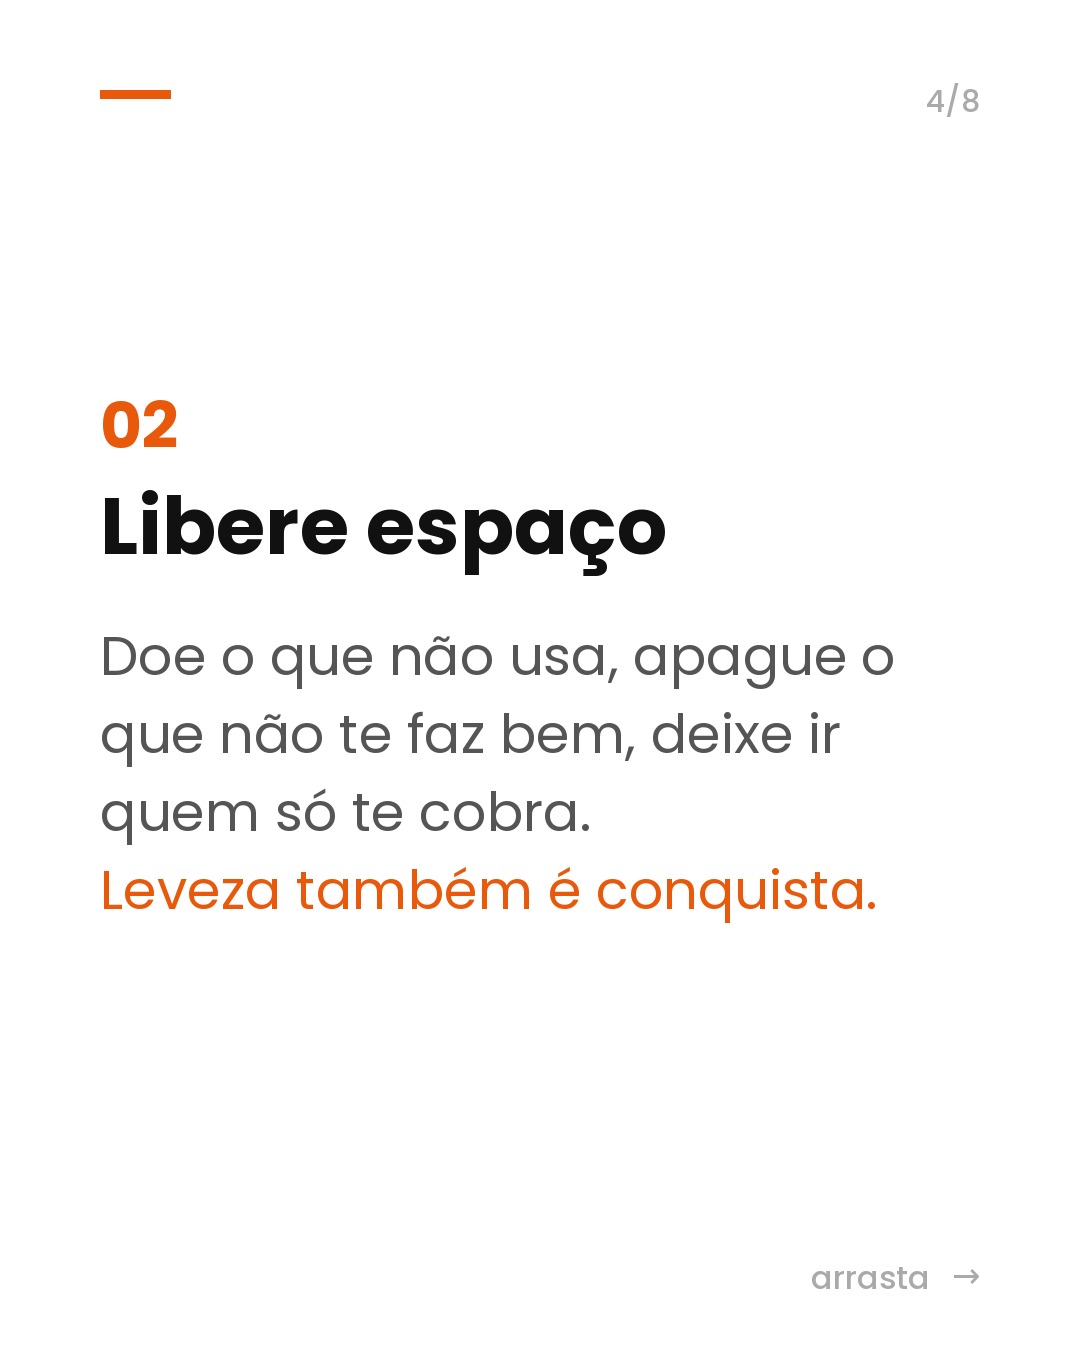 4/8
02
Libere espaço
Doe o que não usa, apague o
que não te faz bem, deixe ir
quem só te cobra.
Leveza também é conquista.
arrasta →